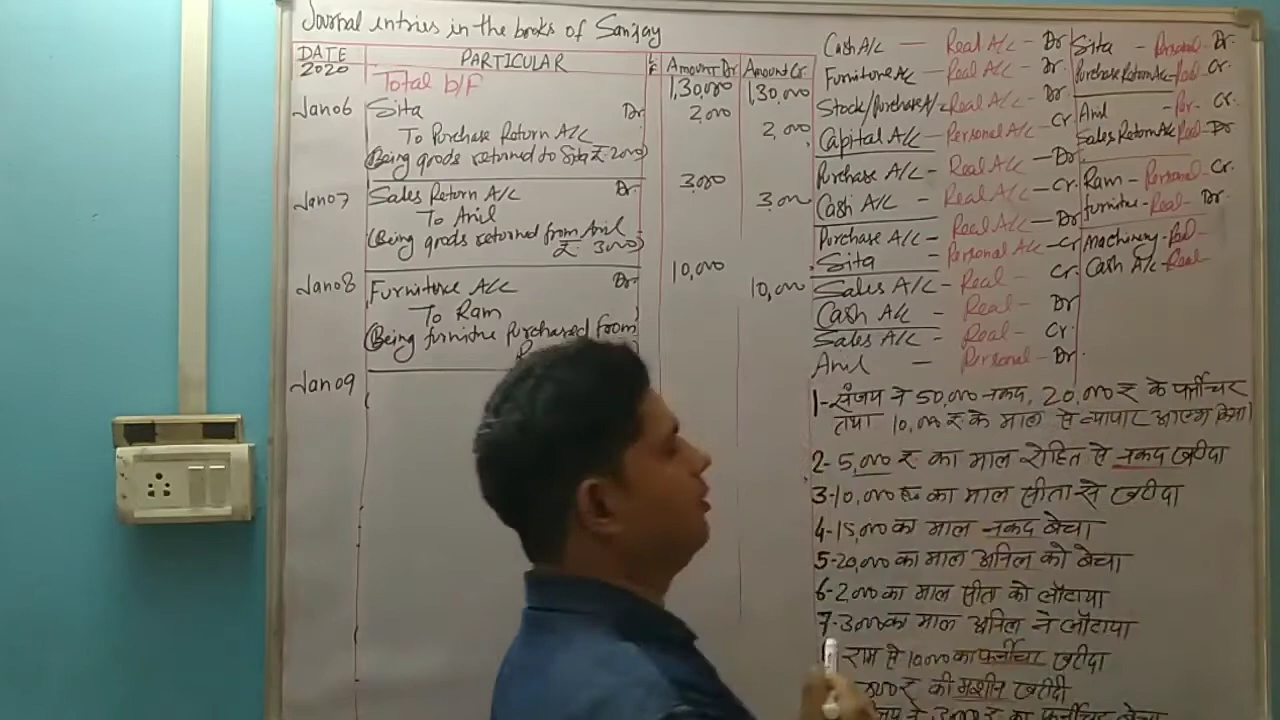 Journal entries in the books of Sanjay
DATE PARTICULAR L F Amount Dr Amount Cr.
2020 Total b/F 1,30,000 1,30,000
Jan 06 Sita Dr 2,000
To Purchase Return A/c 2,000
(Being goods returned to Sita ₹ 2000)
Jan 07 Sales Return A/c Dr 3,000
To Anil 3,000
(Being goods returned from Anil
₹ 3000)
Jan 08 Furniture A/c Dr 10,000
To Ram 10,000
(Being furnitre purchased from
Jan 09
Cash A/c — Real A/c - Dr
Furniture A/c — Real A/c - Dr.
Stock/purchase A/c - Real A/c - Dr
Capital A/c - Personal A/c - Cr
Purchase A/c - Real A/c - Dr
Cash A/c - Real A/c - Cr.
Purchase A/c - Real A/c - Dr
Sita - Personal A/c - Cr
Sales A/c - Real - Cr
Cash A/c - Real - Dr
Sales A/c - Real - Cr.
Anil — Personal - Dr.
Sita - Personal - Dr.
Purchase Return A/c - Real - Cr.
Anil - Per - Cr.
Sales Return A/c Real - Dr
Ram - Personal - Cr.
furnitre - Real - Dr.
Machinery - Real -
Cash A/c - Real
1- संजय ने 50,000 नकद, 20,000 ₹ के फर्नीचर
तथा 10,000 ₹ के माल से व्यापार आरम्भ किया।
2- 5,000 ₹ का माल रोहित से नकद खरीदा
3- 10,000 ₹ का माल सीता से खरीदा
4- 15,000 का माल नकद बेचा
5- 20,000 का माल अनिल को बेचा
6- 2,000 का माल सीता को लौटाया
7- 3000 का माल अनिल ने लौटाया
राम से 10000 का फर्नीचर खरीदा
₹ की मशीन खरीदी
ने 3000 ₹ का फर्नीचर बेचा